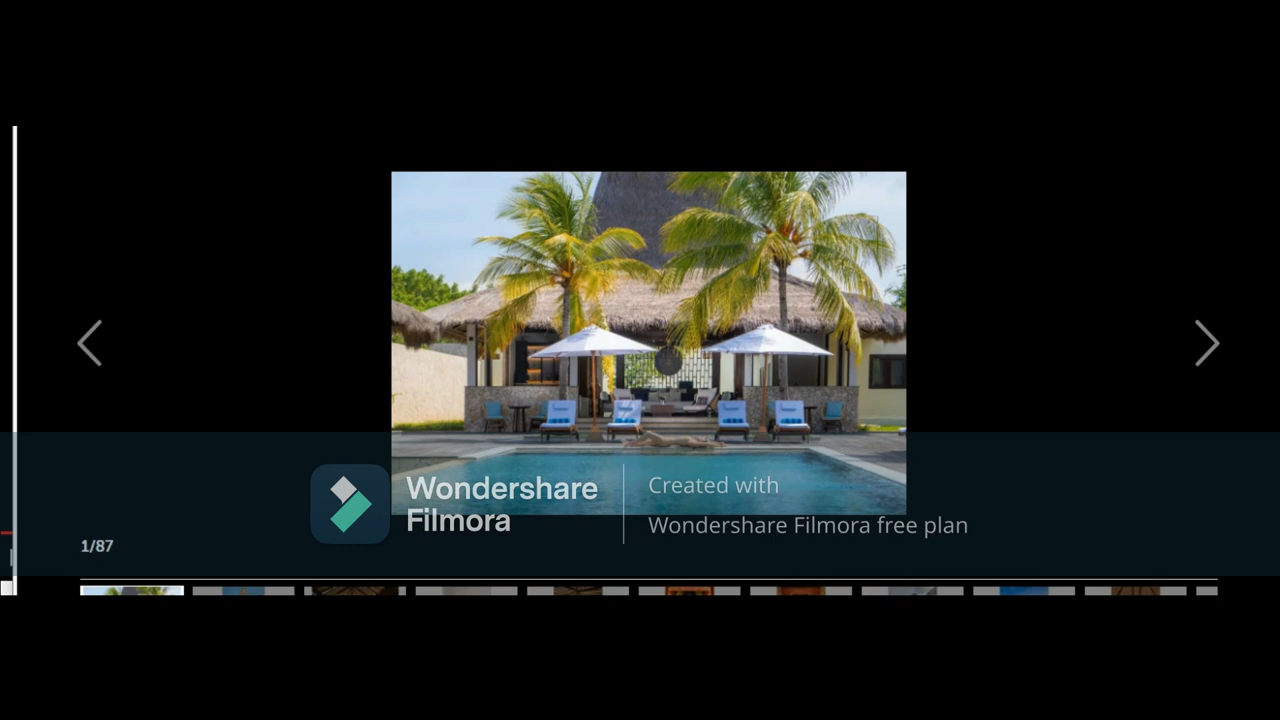 Wondershare
Filmora
Created with
Wondershare Filmora free plan
1/87